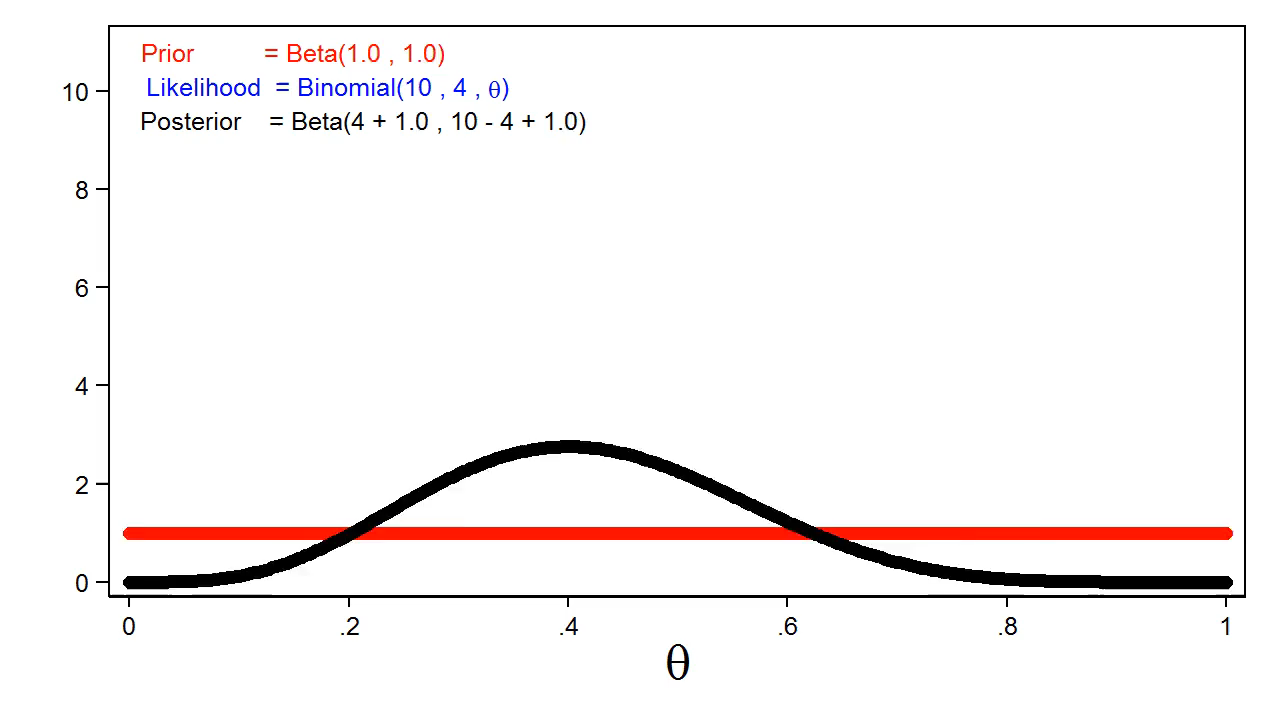 Prior = Beta(1.0 , 1.0)
Likelihood = Binomial(10 , 4 , θ)
Posterior = Beta(4 + 1.0 , 10 - 4 + 1.0)
10
8
6
4
2
0
0 .2 .4 .6 .8 1
θ